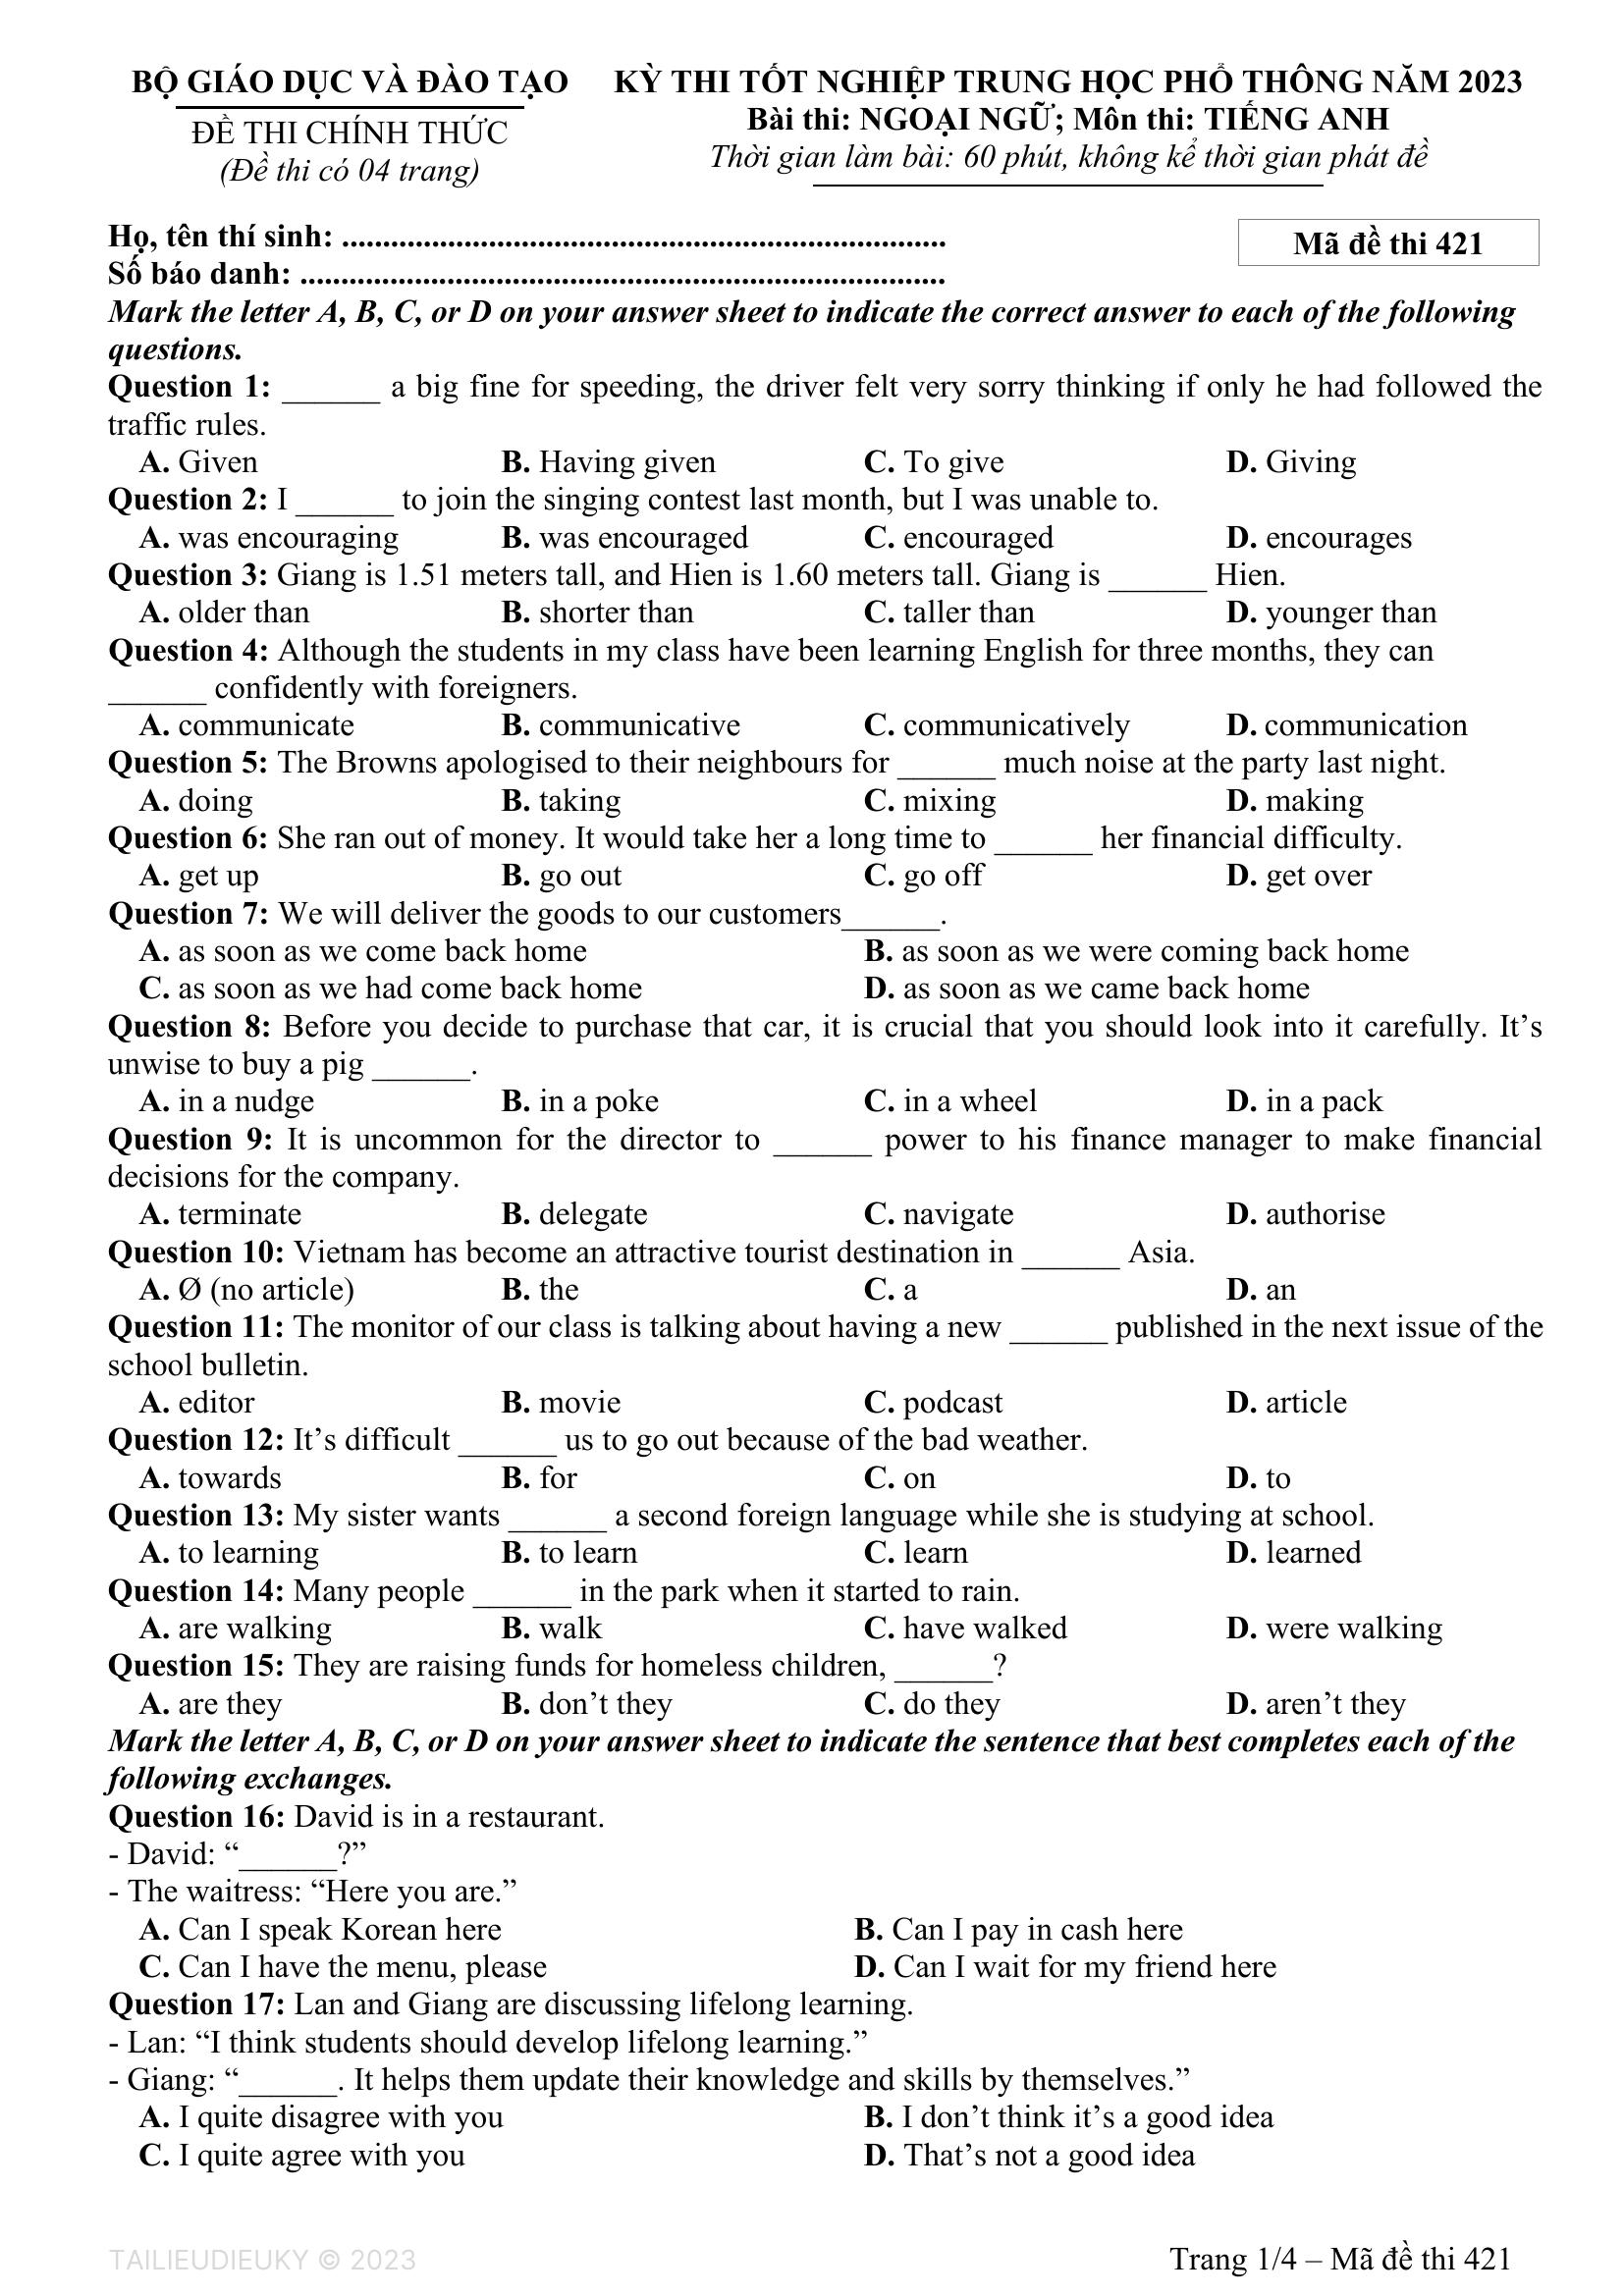 BỘ GIÁO DỤC VÀ ĐÀO TẠO
ĐỀ THI CHÍNH THỨC
(Đề thi có 04 trang)
KỲ THI TỐT NGHIỆP TRUNG HỌC PHỔ THÔNG NĂM 2023
Bài thi: NGOẠI NGỮ; Môn thi: TIẾNG ANH
Thời gian làm bài: 60 phút, không kể thời gian phát đề
Họ, tên thí sinh: ..........................................................................
Số báo danh: ...............................................................................
Mã đề thi 421
Mark the letter A, B, C, or D on your answer sheet to indicate the correct answer to each of the following
questions.
Question 1: ______ a big fine for speeding, the driver felt very sorry thinking if only he had followed the
traffic rules.
A. Given B. Having given C. To give D. Giving
Question 2: I ______ to join the singing contest last month, but I was unable to.
A. was encouraging B. was encouraged C. encouraged D. encourages
Question 3: Giang is 1.51 meters tall, and Hien is 1.60 meters tall. Giang is ______ Hien.
A. older than B. shorter than C. taller than D. younger than
Question 4: Although the students in my class have been learning English for three months, they can
______ confidently with foreigners.
A. communicate B. communicative C. communicatively D. communication
Question 5: The Browns apologised to their neighbours for ______ much noise at the party last night.
A. doing B. taking C. mixing D. making
Question 6: She ran out of money. It would take her a long time to ______ her financial difficulty.
A. get up B. go out C. go off D. get over
Question 7: We will deliver the goods to our customers______.
A. as soon as we come back home B. as soon as we were coming back home
C. as soon as we had come back home D. as soon as we came back home
Question 8: Before you decide to purchase that car, it is crucial that you should look into it carefully. It’s
unwise to buy a pig ______.
A. in a nudge B. in a poke C. in a wheel D. in a pack
Question 9: It is uncommon for the director to ______ power to his finance manager to make financial
decisions for the company.
A. terminate B. delegate C. navigate D. authorise
Question 10: Vietnam has become an attractive tourist destination in ______ Asia.
A. Ø (no article) B. the C. a D. an
Question 11: The monitor of our class is talking about having a new ______ published in the next issue of the
school bulletin.
A. editor B. movie C. podcast D. article
Question 12: It’s difficult ______ us to go out because of the bad weather.
A. towards B. for C. on D. to
Question 13: My sister wants ______ a second foreign language while she is studying at school.
A. to learning B. to learn C. learn D. learned
Question 14: Many people ______ in the park when it started to rain.
A. are walking B. walk C. have walked D. were walking
Question 15: They are raising funds for homeless children, ______?
A. are they B. don’t they C. do they D. aren’t they
Mark the letter A, B, C, or D on your answer sheet to indicate the sentence that best completes each of the
following exchanges.
Question 16: David is in a restaurant.
- David: “______?”
- The waitress: “Here you are.”
A. Can I speak Korean here B. Can I pay in cash here
C. Can I have the menu, please D. Can I wait for my friend here
Question 17: Lan and Giang are discussing lifelong learning.
- Lan: “I think students should develop lifelong learning.”
- Giang: “______. It helps them update their knowledge and skills by themselves.”
A. I quite disagree with you B. I don’t think it’s a good idea
C. I quite agree with you D. That’s not a good idea
TAILIEUDIEUKY © 2023
Trang 1/4 – Mã đề thi 421